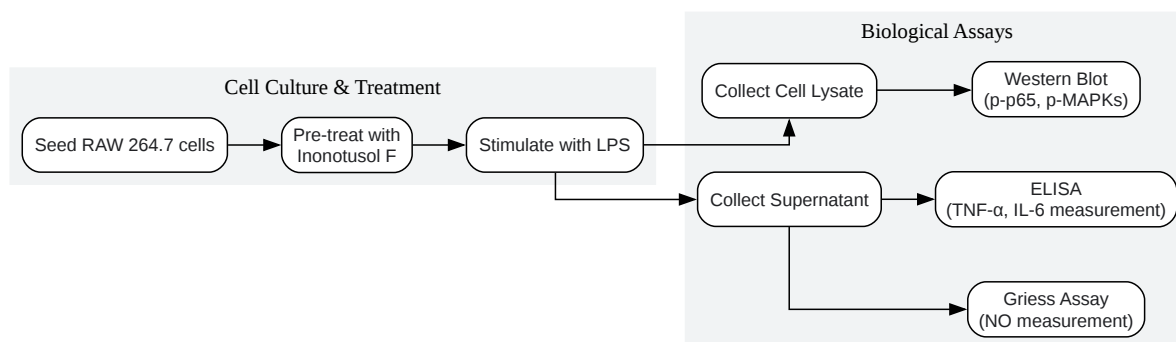 Cell Culture & Treatment
Seed RAW 264.7 cells
Pre-treat with
Inonotusol F
Stimulate with LPS
Biological Assays
Collect Cell Lysate
Western Blot
(p-p65, p-MAPKs)
Collect Supernatant
ELISA
(TNF-α, IL-6 measurement)
Griess Assay
(NO measurement)